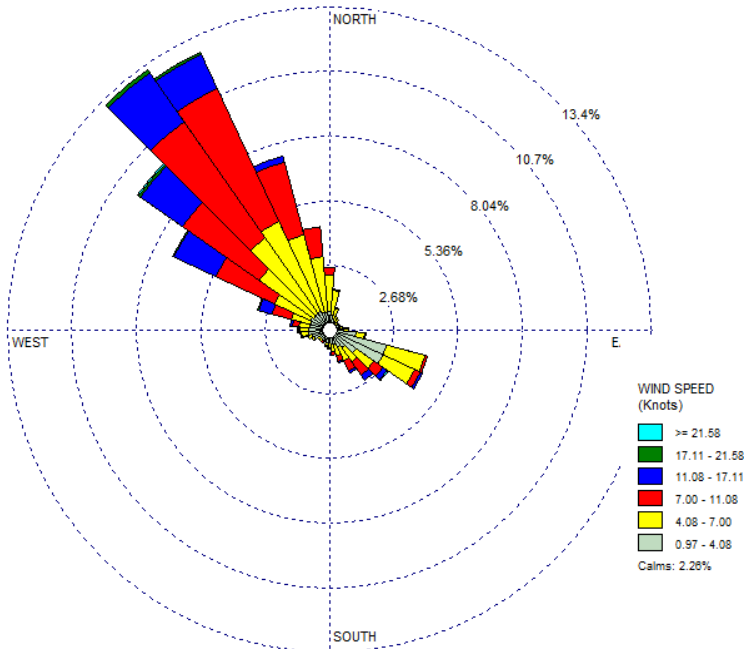 NORTH
13.4%
10.7%
8.04%
5.36%
2.68%
WEST
E.
SOUTH
WIND SPEED
(Knots)
>= 21.58
17.11 - 21.58
11.08 - 17.11
7.00 - 11.08
4.08 - 7.00
0.97 - 4.08
Calms: 2.26%